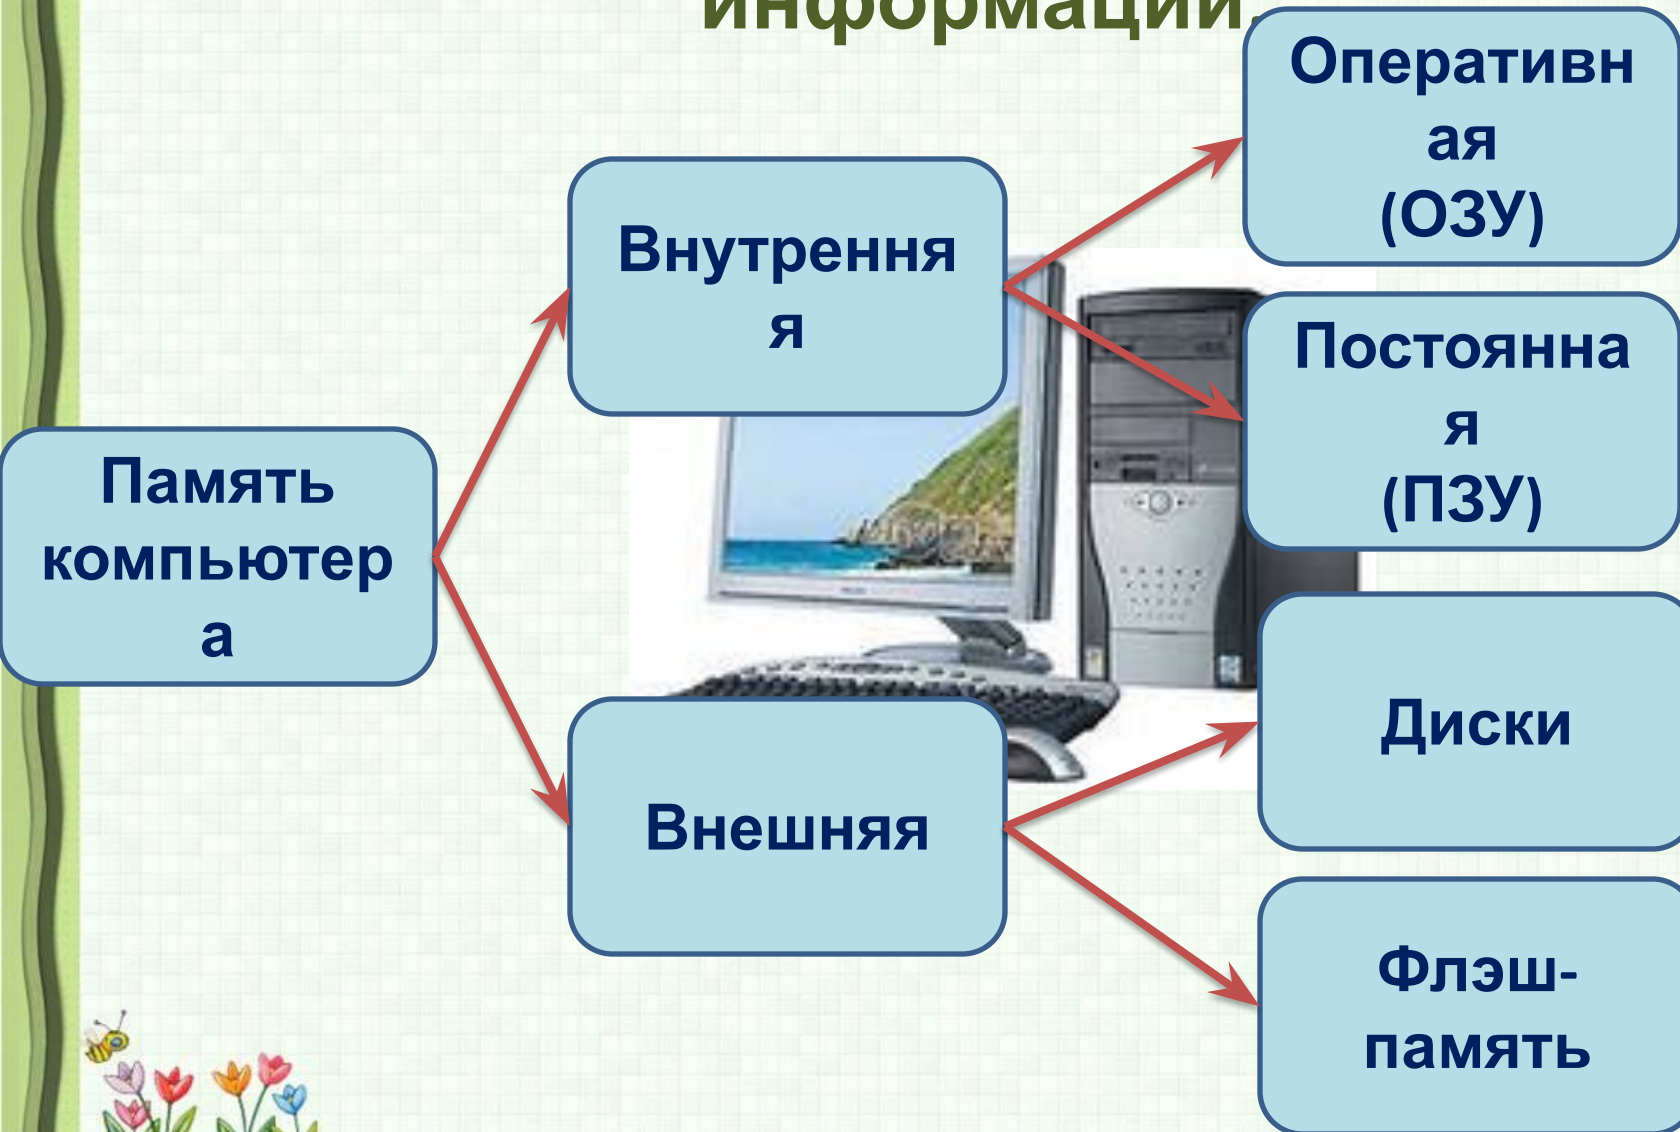 информации.
Оперативн
ая
(ОЗУ)
Внутрення
я
Постоянна
я
(ПЗУ)
Память
компьютер
а
Диски
Внешняя
Флэш-
память